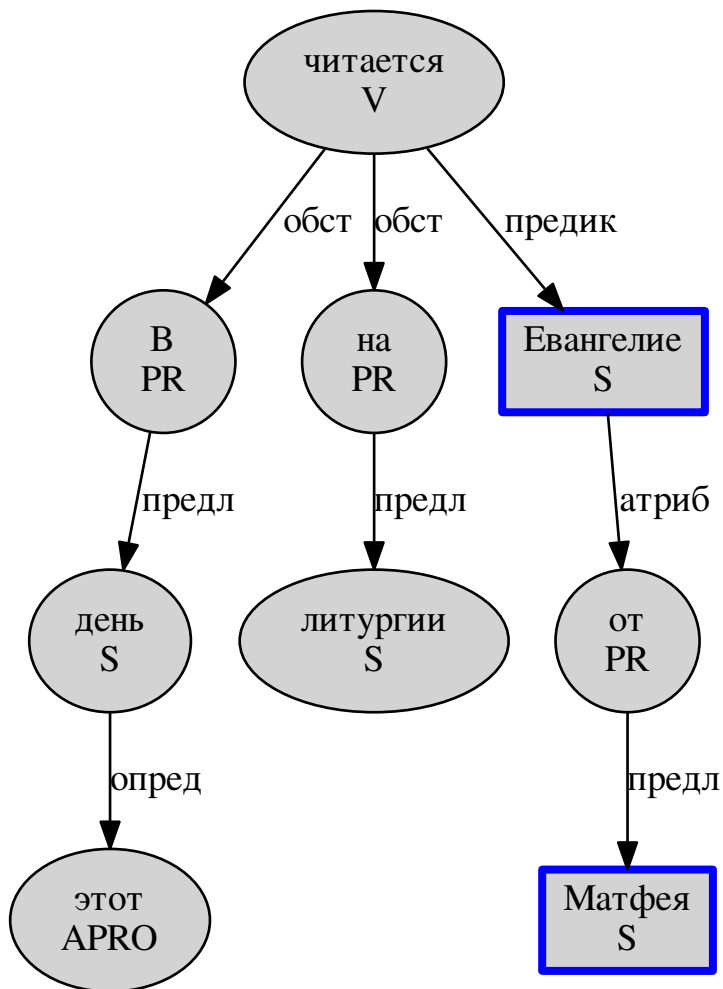 читается
V
обст
обст
предик
В
PR
на
PR
Евангелие
S
предл
предл
атриб
день
S
литургии
S
от
PR
опред
предл
этот
APRO
Матфея
S